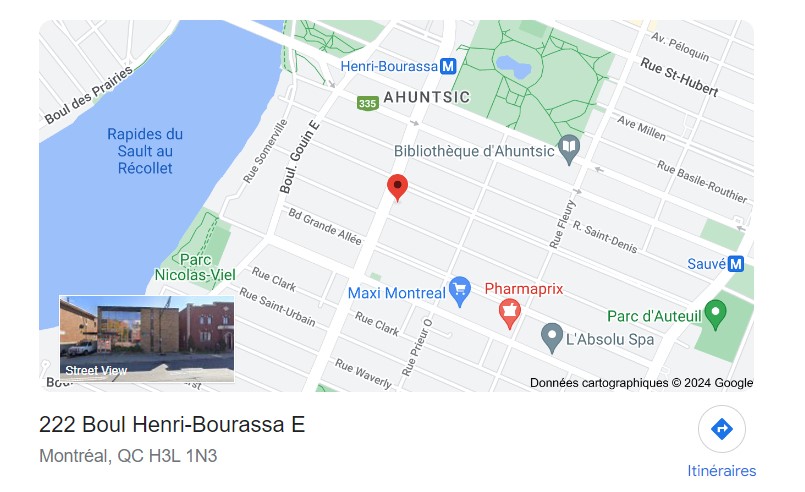 Av. Péloquin
Rue St-Hubert
Boul des Prairies
Henri-Bourassa M
335
AHUNTSIC
Rapides du
Sault au
Récollet
Ave Millen
Rue Somerville
Boul. Gouin E
Bibliothèque d'Ahuntsic
Rue Basile-Routhier
Bd Grande Allée
Rue Fleury
R. Saint-Denis
Parc
Nicolas-Viel
Sauvé M
Rue Clark
Maxi Montreal
Pharmaprix
Rue Saint-Urbain
Rue Clark
Parc d'Auteuil
Rue Prieur O
L'Absolu Spa
Street View
Rue Waverly
Données cartographiques © 2024 Google
222 Boul Henri-Bourassa E
Montréal, QC H3L 1N3
Itinéraires